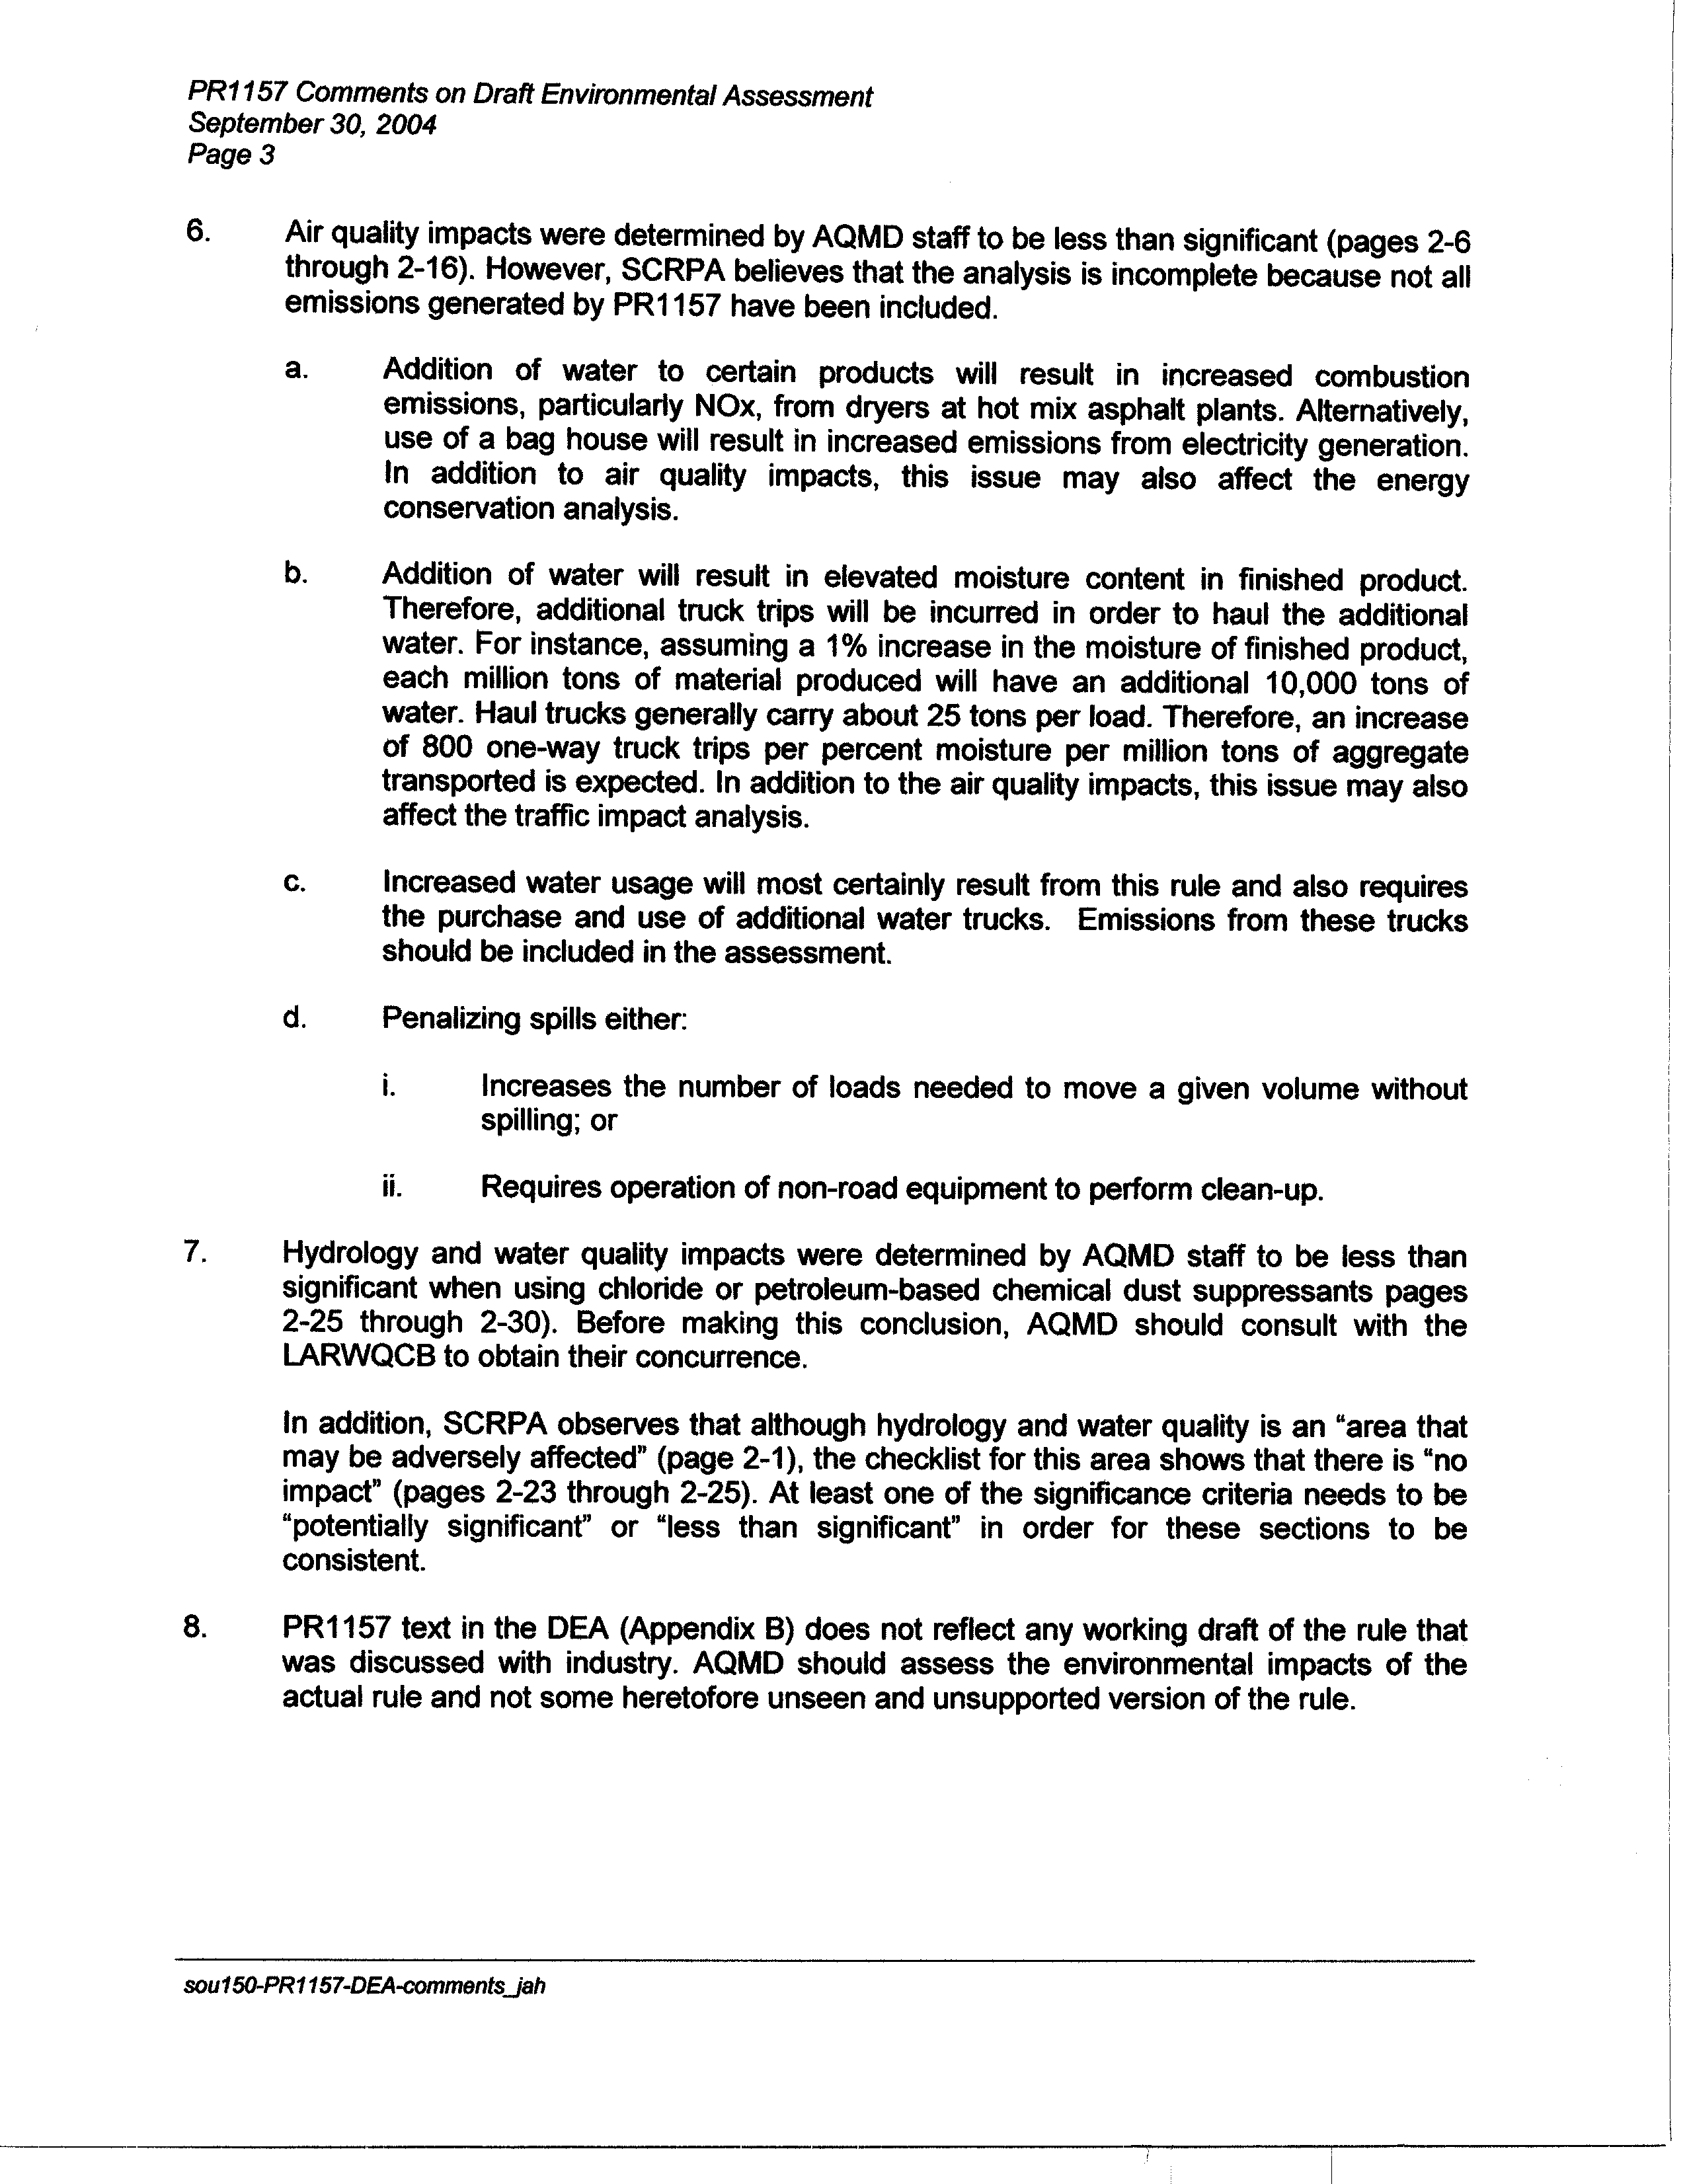 PR1157 Comments on Draft Environmental Assessment
September 30, 2004
Page 3
6. Air quality impacts were determined by AQMD staff to be less than significant (pages 2-6
through 2-16). However, SCRPA believes that the analysis is incomplete because not all
emissions generated by PR1157 have been included.
a. Addition of water to certain products will result in increased combustion
emissions, particularly NOx, from dryers at hot mix asphalt plants. Alternatively,
use of a bag house will result in increased emissions from electricity generation.
In addition to air quality impacts, this issue may also affect the energy
conservation analysis.
b. Addition of water will result in elevated moisture content in finished product.
Therefore, additional truck trips will be incurred in order to haul the additional
water. For instance, assuming a 1% increase in the moisture of finished product,
each million tons of material produced will have an additional 10,000 tons of
water. Haul trucks generally carry about 25 tons per load. Therefore, an increase
of 800 one-way truck trips per percent moisture per million tons of aggregate
transported is expected. In addition to the air quality impacts, this issue may also
affect the traffic impact analysis.
c. Increased water usage will most certainly result from this rule and also requires
the purchase and use of additional water trucks. Emissions from these trucks
should be included in the assessment.
d. Penalizing spills either:
i. Increases the number of loads needed to move a given volume without
spilling; or
ii. Requires operation of non-road equipment to perform clean-up.
7. Hydrology and water quality impacts were determined by AQMD staff to be less than
significant when using chloride or petroleum-based chemical dust suppressants pages
2-25 through 2-30). Before making this conclusion, AQMD should consult with the
LARWQCB to obtain their concurrence.
In addition, SCRPA observes that although hydrology and water quality is an “area that
may be adversely affected” (page 2-1), the checklist for this area shows that there is “no
impact” (pages 2-23 through 2-25). At least one of the significance criteria needs to be
“potentially significant” or “less than significant” in order for these sections to be
consistent.
8. PR1157 text in the DEA (Appendix B) does not reflect any working draft of the rule that
was discussed with industry. AQMD should assess the environmental impacts of the
actual rule and not some heretofore unseen and unsupported version of the rule.
sou150-PR1157-DEA-comments_jah